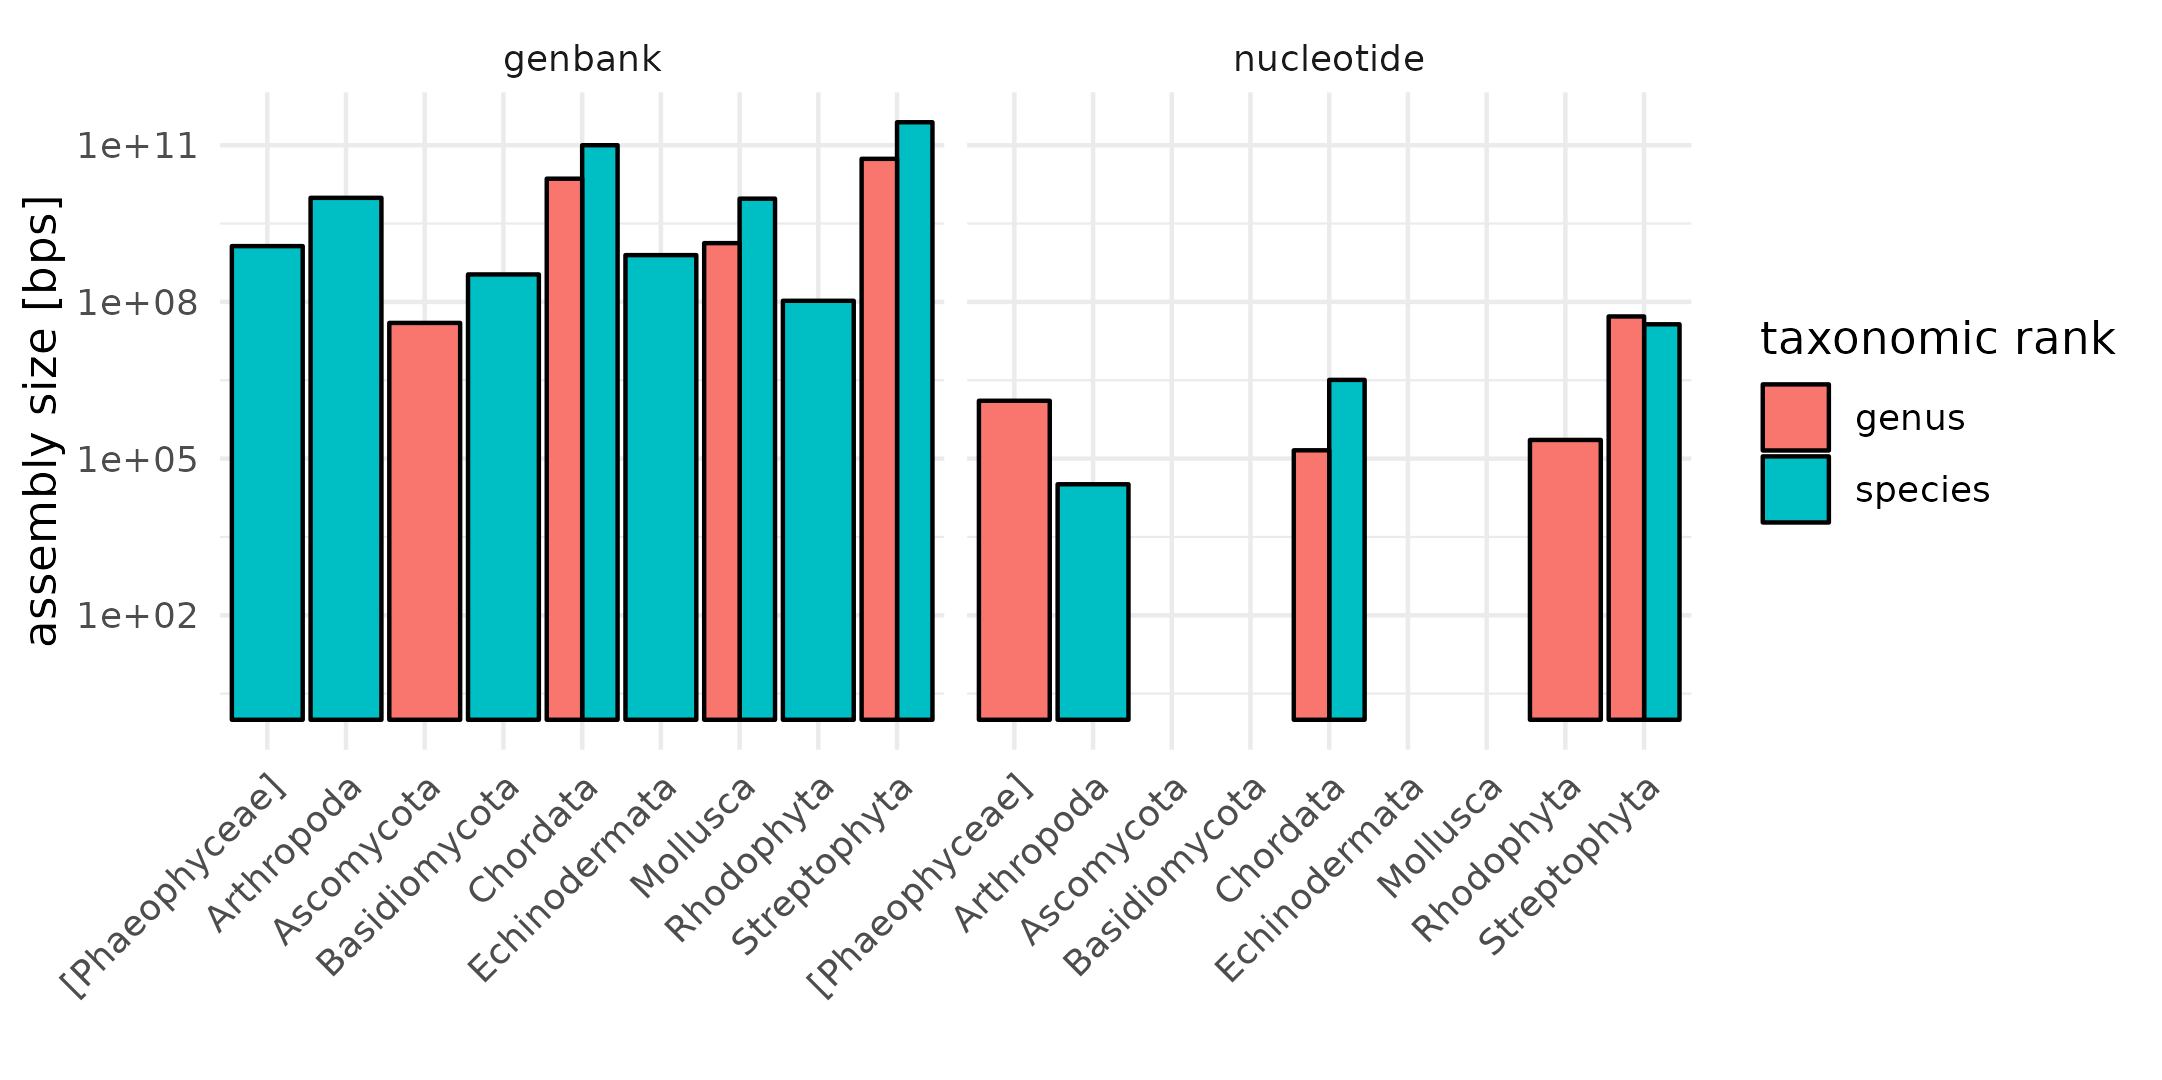 genbank
nucleotide
assembly size [bps]
1e+11
1e+08
1e+05
1e+02
[Phaeophyceae]
Arthropoda
Ascomycota
Basidiomycota
Chordata
Echinodermata
Mollusca
Rhodophyta
Streptophyta
[Phaeophyceae]
Arthropoda
Ascomycota
Basidiomycota
Chordata
Echinodermata
Mollusca
Rhodophyta
Streptophyta
taxonomic rank
genus
species